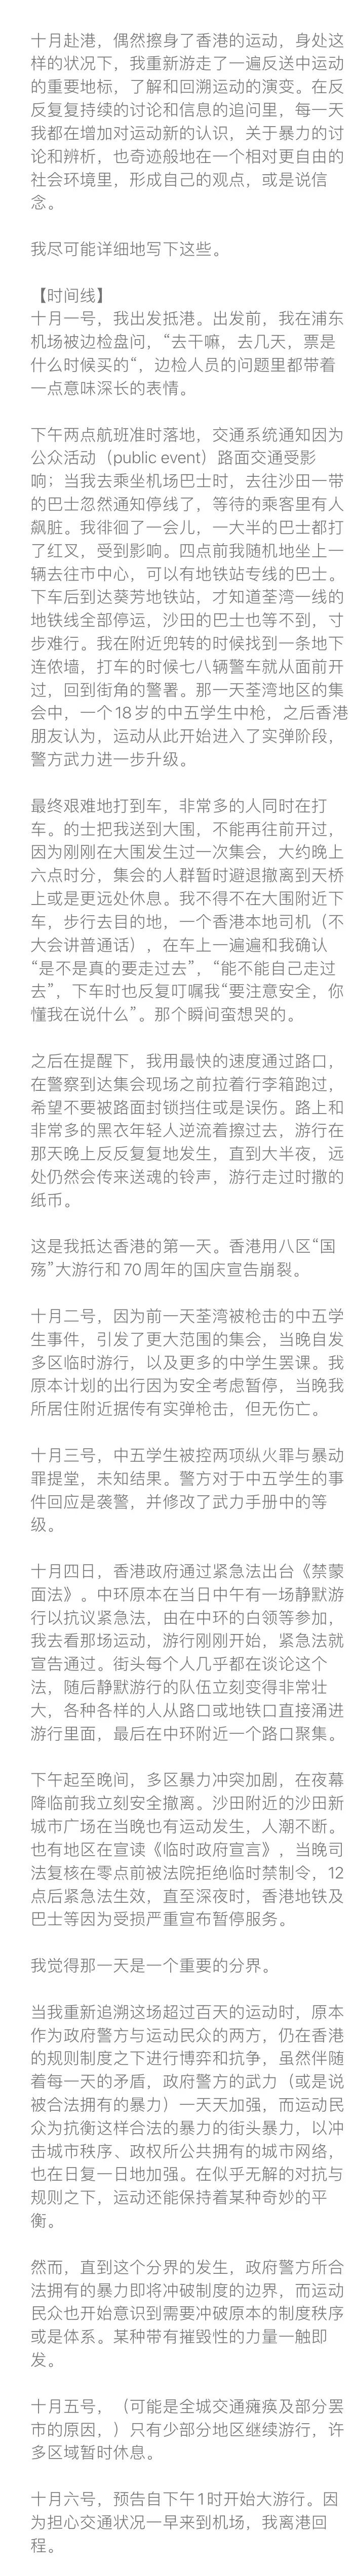 十月赴港，偶然擦身了香港的运动，身处这
样的状况下，我重新游走了一遍反送中运动
的重要地标，了解和回溯运动的演变。在反
反复复持续的讨论和信息的追问里，每一天
我都在增加对运动新的认识，关于暴力的讨
论和辨析，也奇迹般地在一个相对更自由的
社会环境里，形成自己的观点，或是说信
念。
我尽可能详细地写下这些。
【时间线】
十月一号，我出发抵港。出发前，我在浦东
机场被边检盘问，“去干嘛，去几天，票是
什么时候买的“，边检人员的问题里都带着
一点意味深长的表情。
下午两点航班准时落地，交通系统通知因为
公众活动（public event）路面交通受影
响；当我去乘坐机场巴士时，去往沙田一带
的巴士忽然通知停线了，等待的乘客里有人
飙脏。我徘徊了一会儿，一大半的巴士都打
了红叉，受到影响。四点前我随机地坐上一
辆去往市中心，可以有地铁站专线的巴士。
下车后到达葵芳地铁站，才知道荃湾一线的
地铁线全部停运，沙田的巴士也等不到，寸
步难行。我在附近兜转的时候找到一条地下
连侬墙，打车的时候七八辆警车就从面前开
过，回到街角的警署。那一天荃湾地区的集
会中，一个18岁的中五学生中枪，之后香港
朋友认为，运动从此开始进入了实弹阶段，
警方武力进一步升级。
最终艰难地打到车，非常多的人同时在打
车。的士把我送到大围，不能再往前开过，
因为刚刚在大围发生过一次集会，大约晚上
六点时分，集会的人群暂时避退撤离到天桥
上或是更远处休息。我不得不在大围附近下
车，步行去目的地，一个香港本地司机（不
大会讲普通话），在车上一遍遍和我确认
“是不是真的要走过去”，“能不能自己走过
去”，下车时也反复叮嘱我“要注意安全，你
懂我在说什么”。那个瞬间蛮想哭的。
之后在提醒下，我用最快的速度通过路口，
在警察到达集会现场之前拉着行李箱跑过，
希望不要被路面封锁挡住或是误伤。路上和
非常多的黑衣年轻人逆流着擦过去，游行在
那天晚上反反复复地发生，直到大半夜，远
处仍然会传来送魂的铃声，游行走过时撒的
纸币。
这是我抵达香港的第一天。香港用八区“国
殇”大游行和70周年的国庆宣告崩裂。
十月二号，因为前一天荃湾被枪击的中五学
生事件，引发了更大范围的集会，当晚自发
多区临时游行，以及更多的中学生罢课。我
原本计划的出行因为安全考虑暂停，当晚我
所居住附近据传有实弹枪击，但无伤亡。
十月三号，中五学生被控两项纵火罪与暴动
罪提堂，未知结果。警方对于中五学生的事
件回应是袭警，并修改了武力手册中的等
级。
十月四日，香港政府通过紧急法出台《禁蒙
面法》。中环原本在当日中午有一场静默游
行以抗议紧急法，由在中环的白领等参加，
我去看那场运动，游行刚刚开始，紧急法就
宣告通过。街头每个人几乎都在谈论这个
法，随后静默游行的队伍立刻变得非常壮
大，各种各样的人从路口或地铁口直接涌进
游行里面，最后在中环附近一个路口聚集。
下午起至晚间，多区暴力冲突加剧，在夜幕
降临前我立刻安全撤离。沙田附近的沙田新
城市广场在当晚也有运动发生，人潮不断。
也有地区在宣读《临时政府宣言》，当晚司
法复核在零点前被法院拒绝临时禁制令，12
点后紧急法生效，直至深夜时，香港地铁及
巴士等因为受损严重宣布暂停服务。
我觉得那一天是一个重要的分界。
当我重新追溯这场超过百天的运动时，原本
作为政府警方与运动民众的两方，仍在香港
的规则制度之下进行博弈和抗争，虽然伴随
着每一天的矛盾，政府警方的武力（或是说
被合法拥有的暴力）一天天加强，而运动民
众为抗衡这样合法的暴力的街头暴力，以冲
击城市秩序、政权所公共拥有的城市网络，
也在日复一日地加强。在似乎无解的对抗与
规则之下，运动还能保持着某种奇妙的平
衡。
然而，直到这个分界的发生，政府警方所合
法拥有的暴力即将冲破制度的边界，而运动
民众也开始意识到需要冲破原本的制度秩序
或是体系。某种带有摧毁性的力量一触即
发。
十月五号，（可能是全城交通瘫痪及部分罢
市的原因，）只有少部分地区继续游行，许
多区域暂时休息。
十月六号，预告自下午1时开始大游行。因
为担心交通状况一早来到机场，我离港回
程。